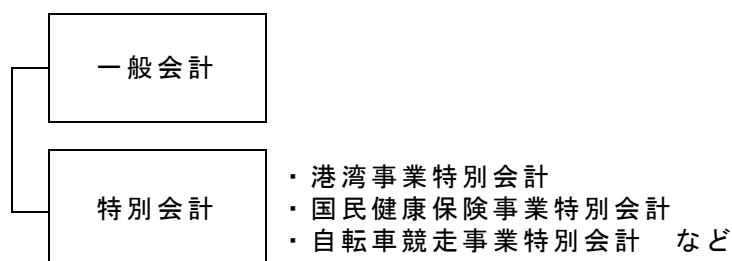 一般会計
特別会計
・港湾事業特別会計
・国民健康保険事業特別会計
・自転車競走事業特別会計　など